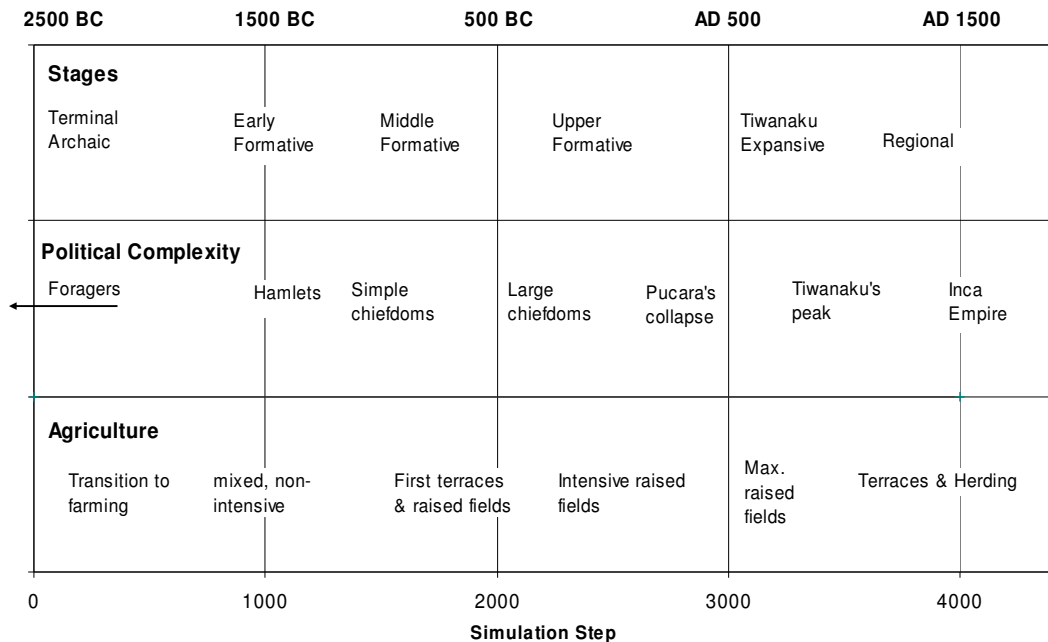 2500 BC 1500 BC 500 BC AD 500 AD 1500
Stages
Terminal
Archaic
Early
Formative
Middle
Formative
Upper
Formative
Tiwanaku
Expansive
Regional
Political Complexity
Foragers
Hamlets
Simple
chiefdoms
Large
chiefdoms
Pucara's
collapse
Tiwanaku's
peak
Inca
Empire
Agriculture
Transition to
farming
mixed, non-
intensive
First terraces
& raised fields
Intensive raised
fields
Max.
raised
fields
Terraces & Herding
0 1000 2000 3000 4000
Simulation Step